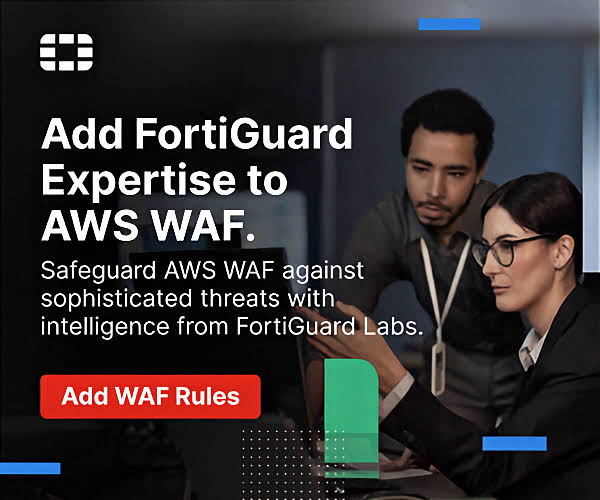 Add FortiGuard
Expertise to
AWS WAF.
Safeguard AWS WAF against
sophisticated threats with
intelligence from FortiGuard Labs.
Add WAF Rules